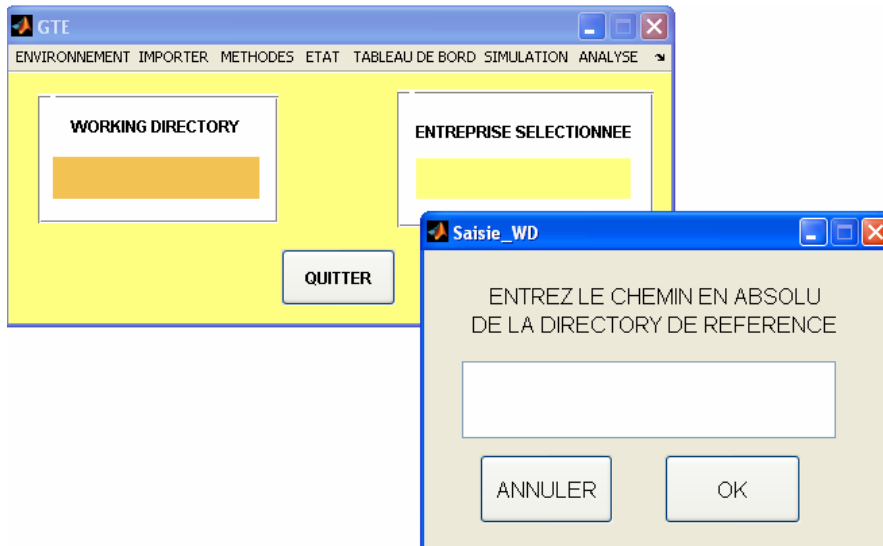 GTE
ENVIRONNEMENT IMPORTER METHODES ETAT TABLEAU DE BORD SIMULATION ANALYSE
WORKING DIRECTORY
ENTREPRISE SELECTIONNEE
QUITTER
Saisie_WD
ENTREZ LE CHEMIN EN ABSOLU
DE LA DIRECTORY DE REFERENCE
ANNULER OK